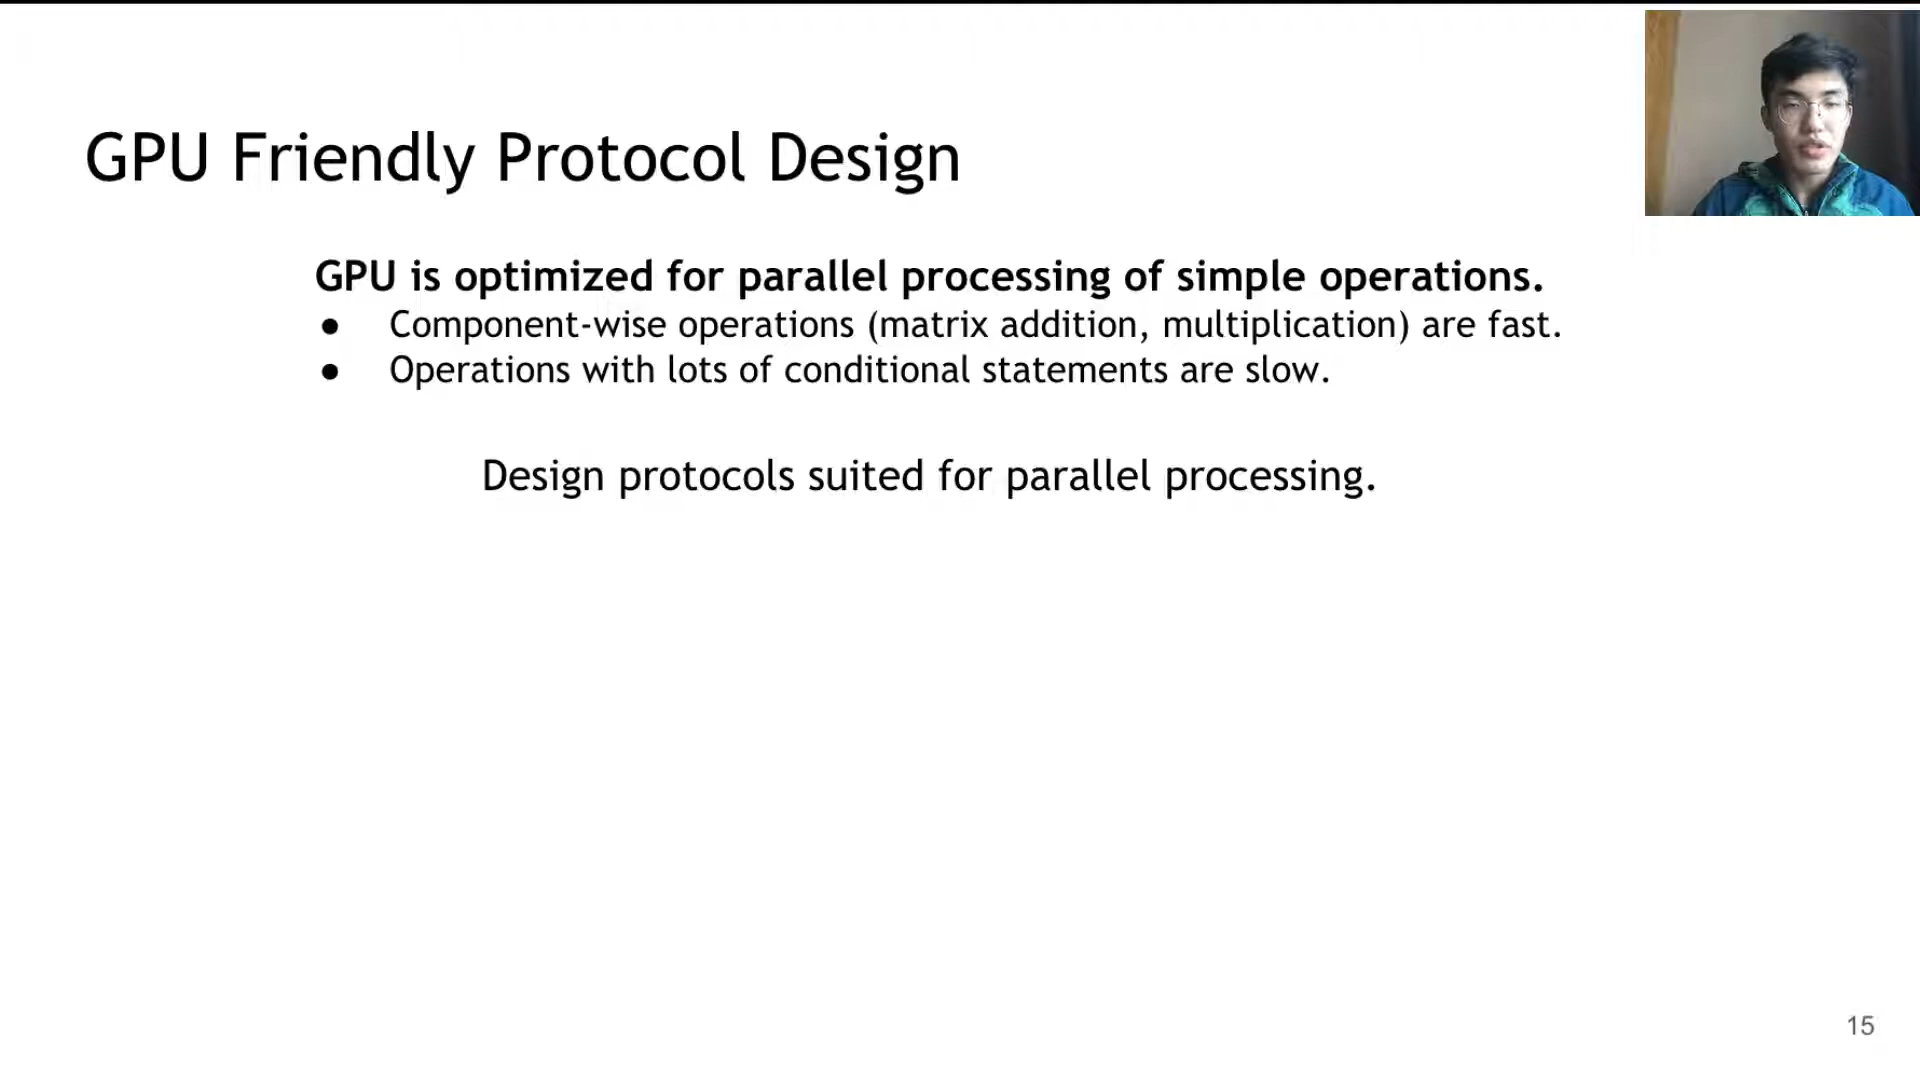 GPU Friendly Protocol Design
GPU is optimized for parallel processing of simple operations.
● Component-wise operations (matrix addition, multiplication) are fast.
● Operations with lots of conditional statements are slow.
Design protocols suited for parallel processing.
15